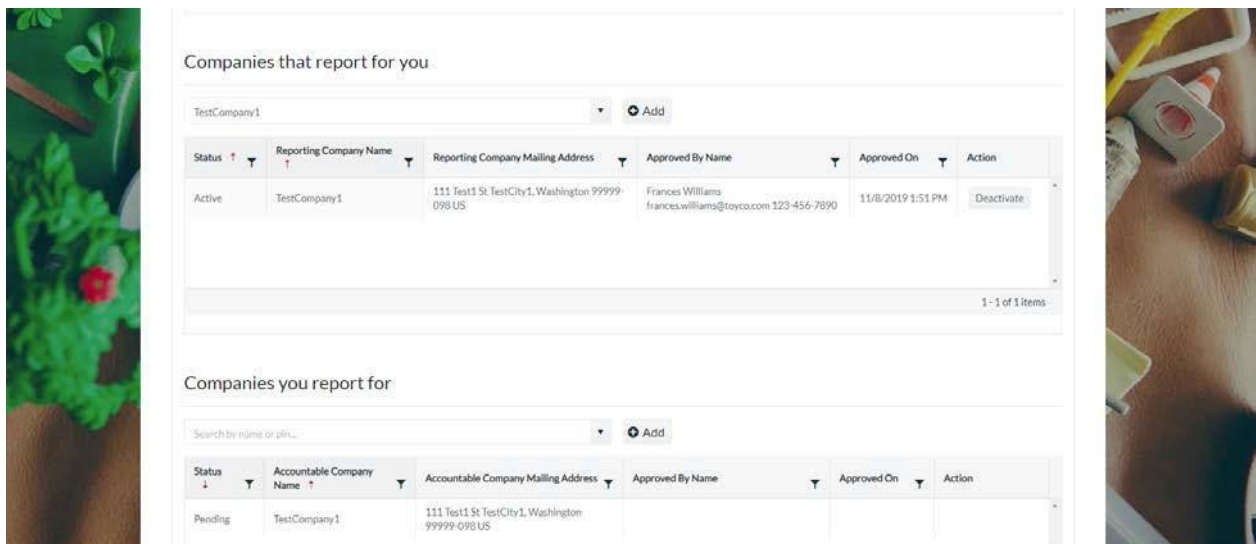 Companies that report for you
TestCompany1
Add
Status Reporting Company Name Reporting Company Mailing Address Approved By Name Approved On Action
Active TestCompany1 111 Test1 St TestCity1, Washington 99999- Frances Williams 11/8/2019 1:51 PM Deactivate
098 US frances.williams@toyco.com 123-456-7890
1 - 1 of 1 items
Companies you report for
Search by name or pin...
Add
Status Accountable Company Accountable Company Mailing Address Approved By Name Approved On Action
Name
Pending TestCompany1 111 Test1 St TestCity1, Washington
99999-098 US